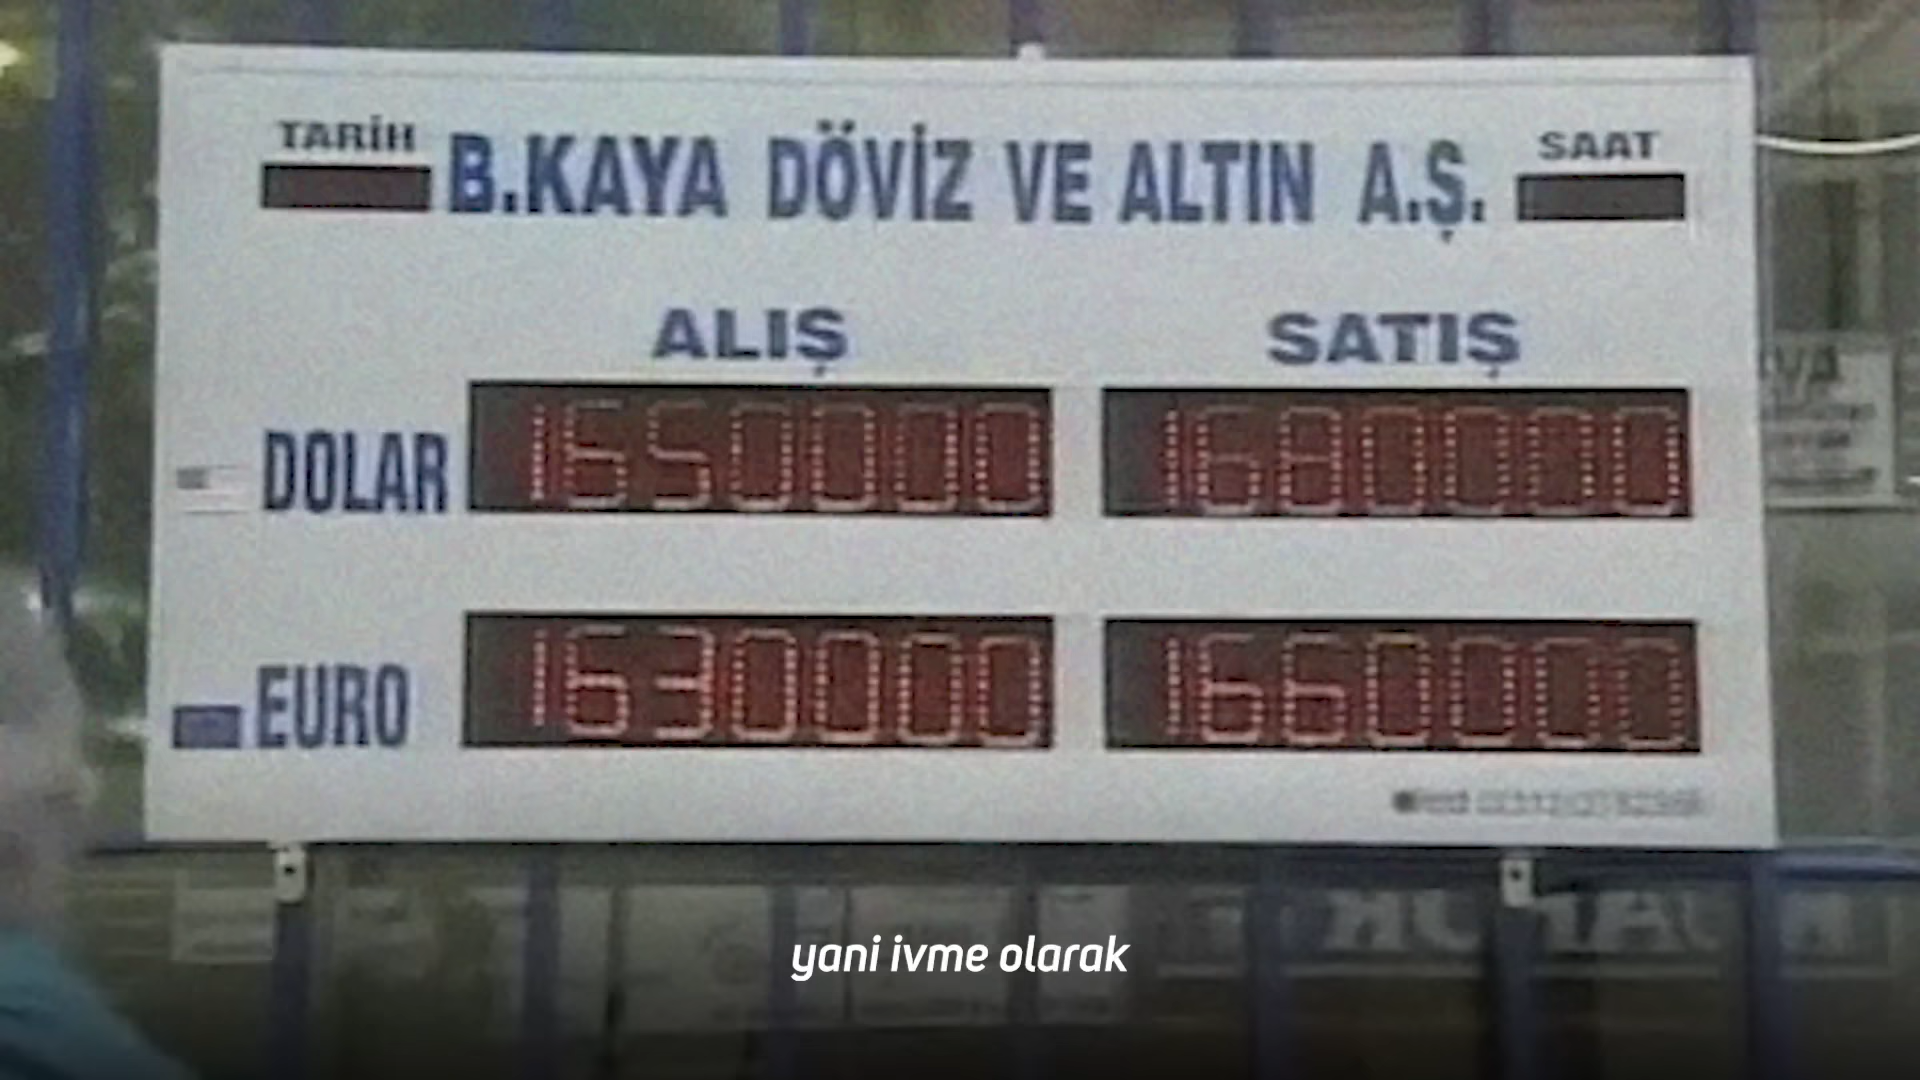 TARİH
B.KAYA DÖVİZ VE ALTIN A.Ş.
SAAT
ALIŞ SATIŞ
DOLAR 1650000 1680000
EURO 1630000 1660000
yani ivme olarak